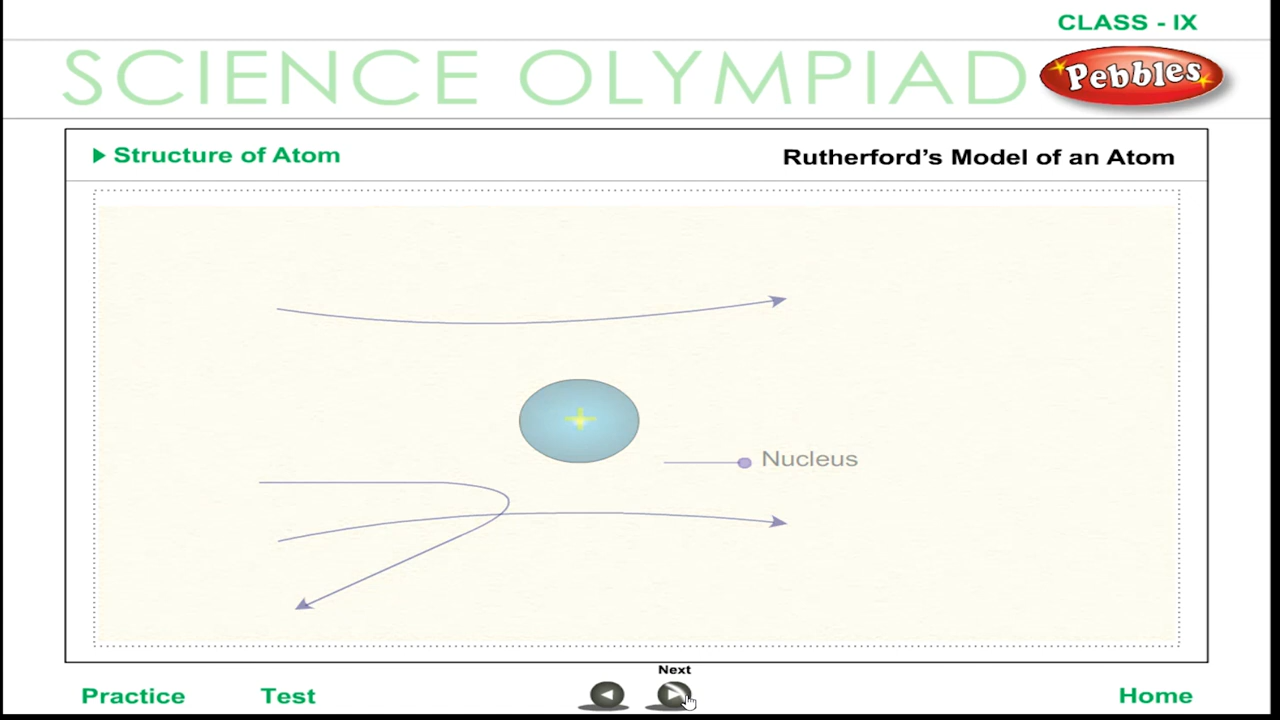 CLASS - IX
SCIENCE OLYMPIAD
Pebbles
Structure of Atom
Rutherford’s Model of an Atom
+
Nucleus
Next
Practice
Test
Home